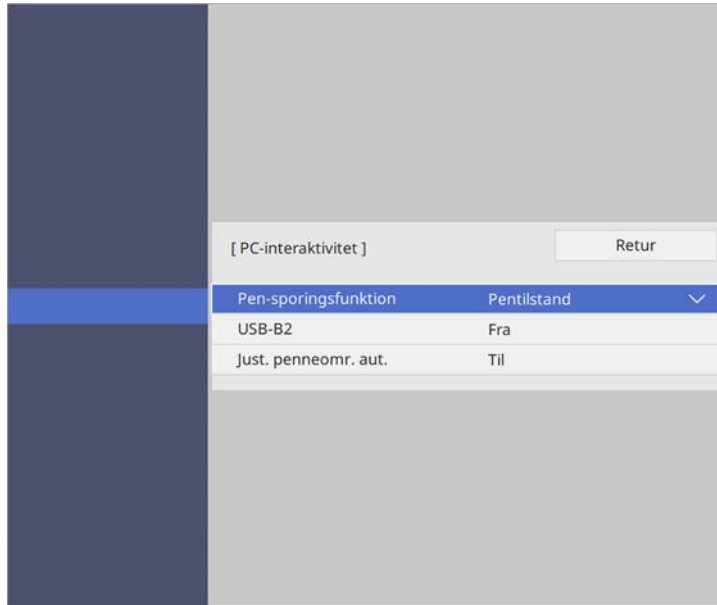 [ PC-interaktivitet ] Retur
Pen-sporingsfunktion Pentilstand
USB-B2 Fra
Just. penneomr. aut. Til